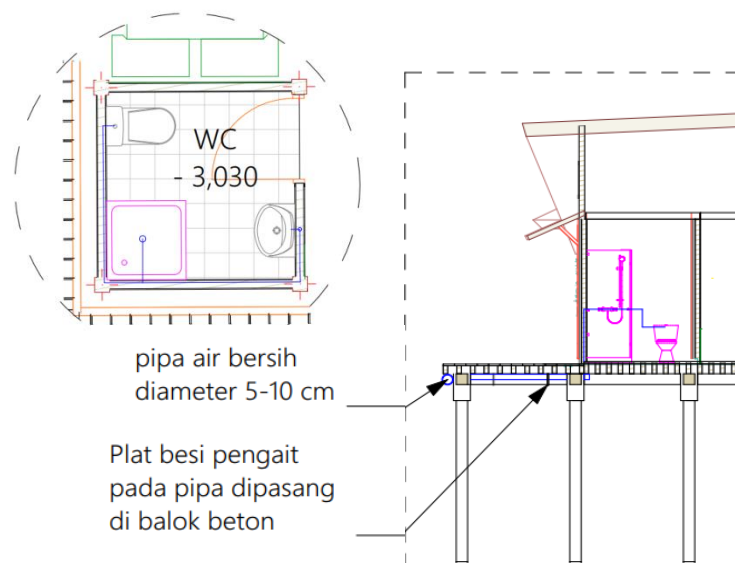 WC
- 3,030
pipa air bersih
diameter 5-10 cm
Plat besi pengait
pada pipa dipasang
di balok beton